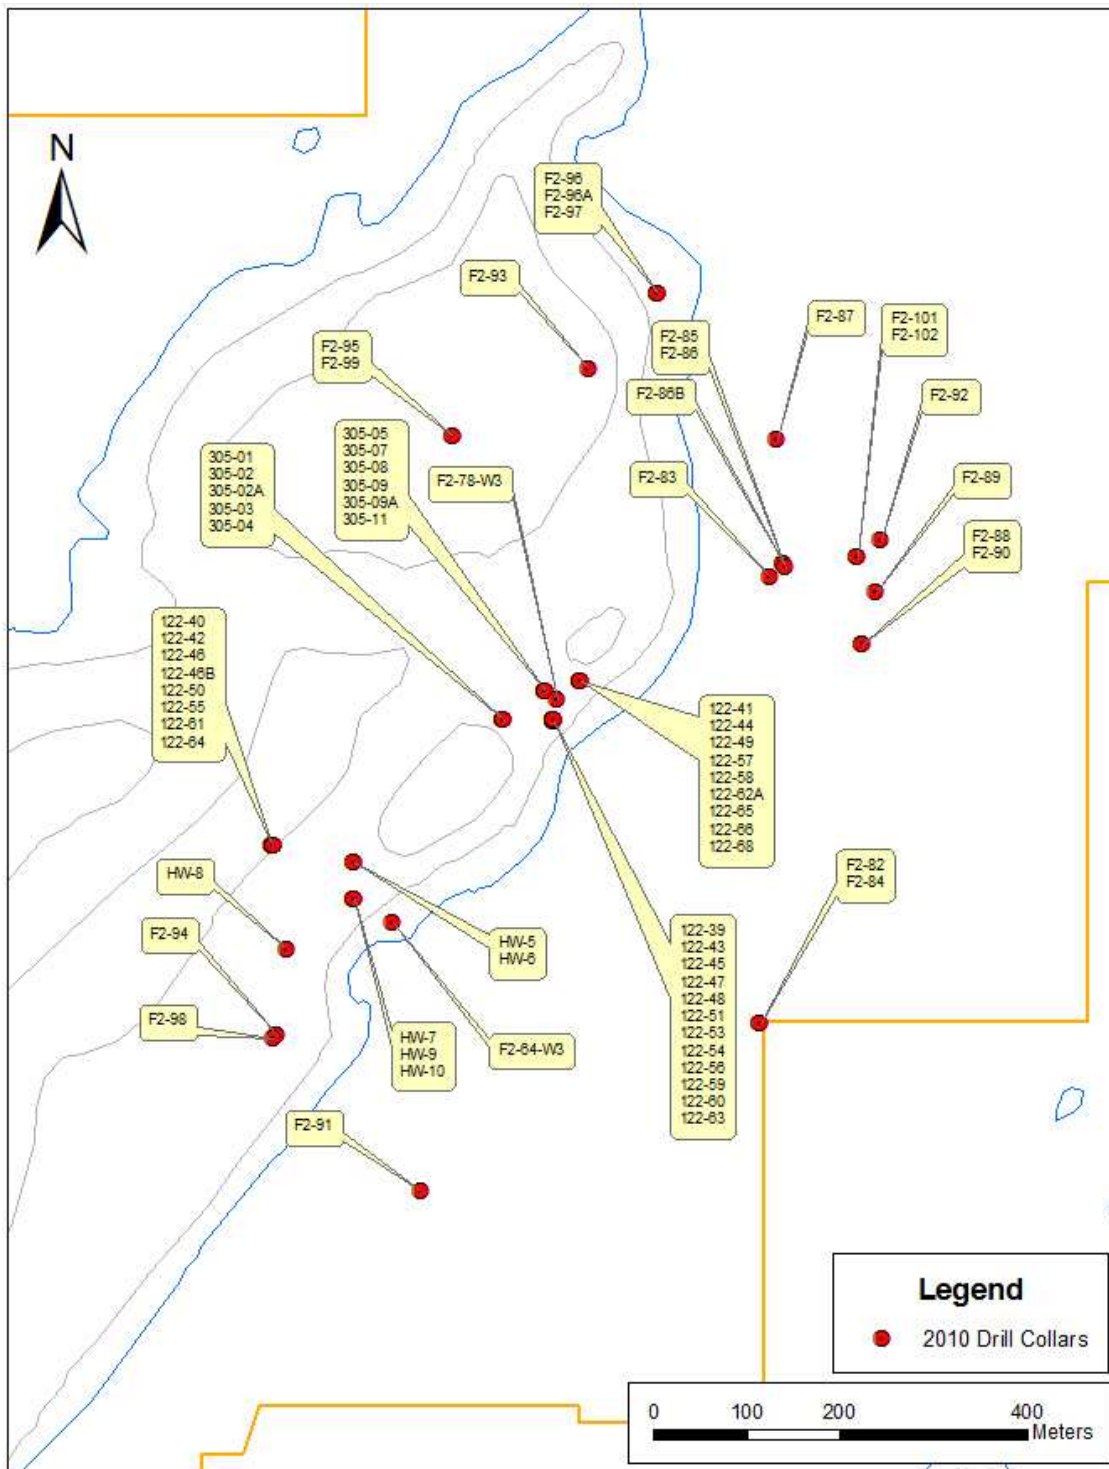 N
F2-96
F2-96A
F2-97
F2-93
F2-95
F2-99
F2-85
F2-86
F2-86B
F2-87
F2-101
F2-102
F2-92
F2-83
F2-89
F2-88
F2-90
305-01
305-02
305-02A
305-03
305-04
305-05
305-07
305-08
305-09
305-09A
305-11
F2-78-W3
122-40
122-42
122-46
122-46B
122-50
122-55
122-61
122-64
122-41
122-44
122-49
122-57
122-58
122-62A
122-65
122-66
122-68
HW-8
F2-94
F2-98
HW-5
HW-6
HW-7
HW-9
HW-10
F2-64-W3
F2-82
F2-84
122-39
122-43
122-45
122-47
122-48
122-51
122-53
122-54
122-56
122-59
122-60
122-63
F2-91
Legend
2010 Drill Collars
0 100 200 400
Meters